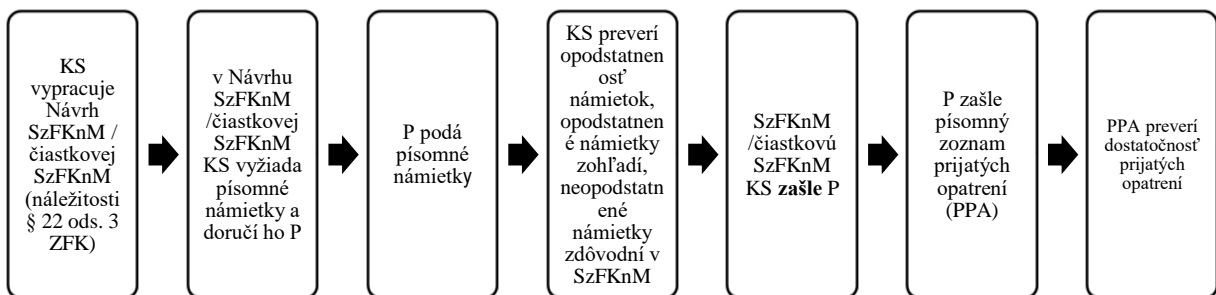 KS
vypracuje
Návrh
SzFKnM /
čiastkovej
SzFKnM
(náležitosti
§ 22 ods. 3
ZFK)
v Návrhu
SzFKnM
/čiastkovej
SzFKnM
KS vyžiada
písomné
námietky a
doručí ho P
P podá
písomné
námietky
KS preverí
opodstatnen
osť
námietok,
opodstatnen
é námietky
zohľadí,
neopodstatn
ené
námietky
zdôvodní v
SzFKnM
SzFKnM
/čiastkovú
SzFKnM
KS zašle P
P zašle
písomný
zoznam
prijatých
opatrení
(PPA)
PPA preverí
dostatočnosť
prijatých
opatrení